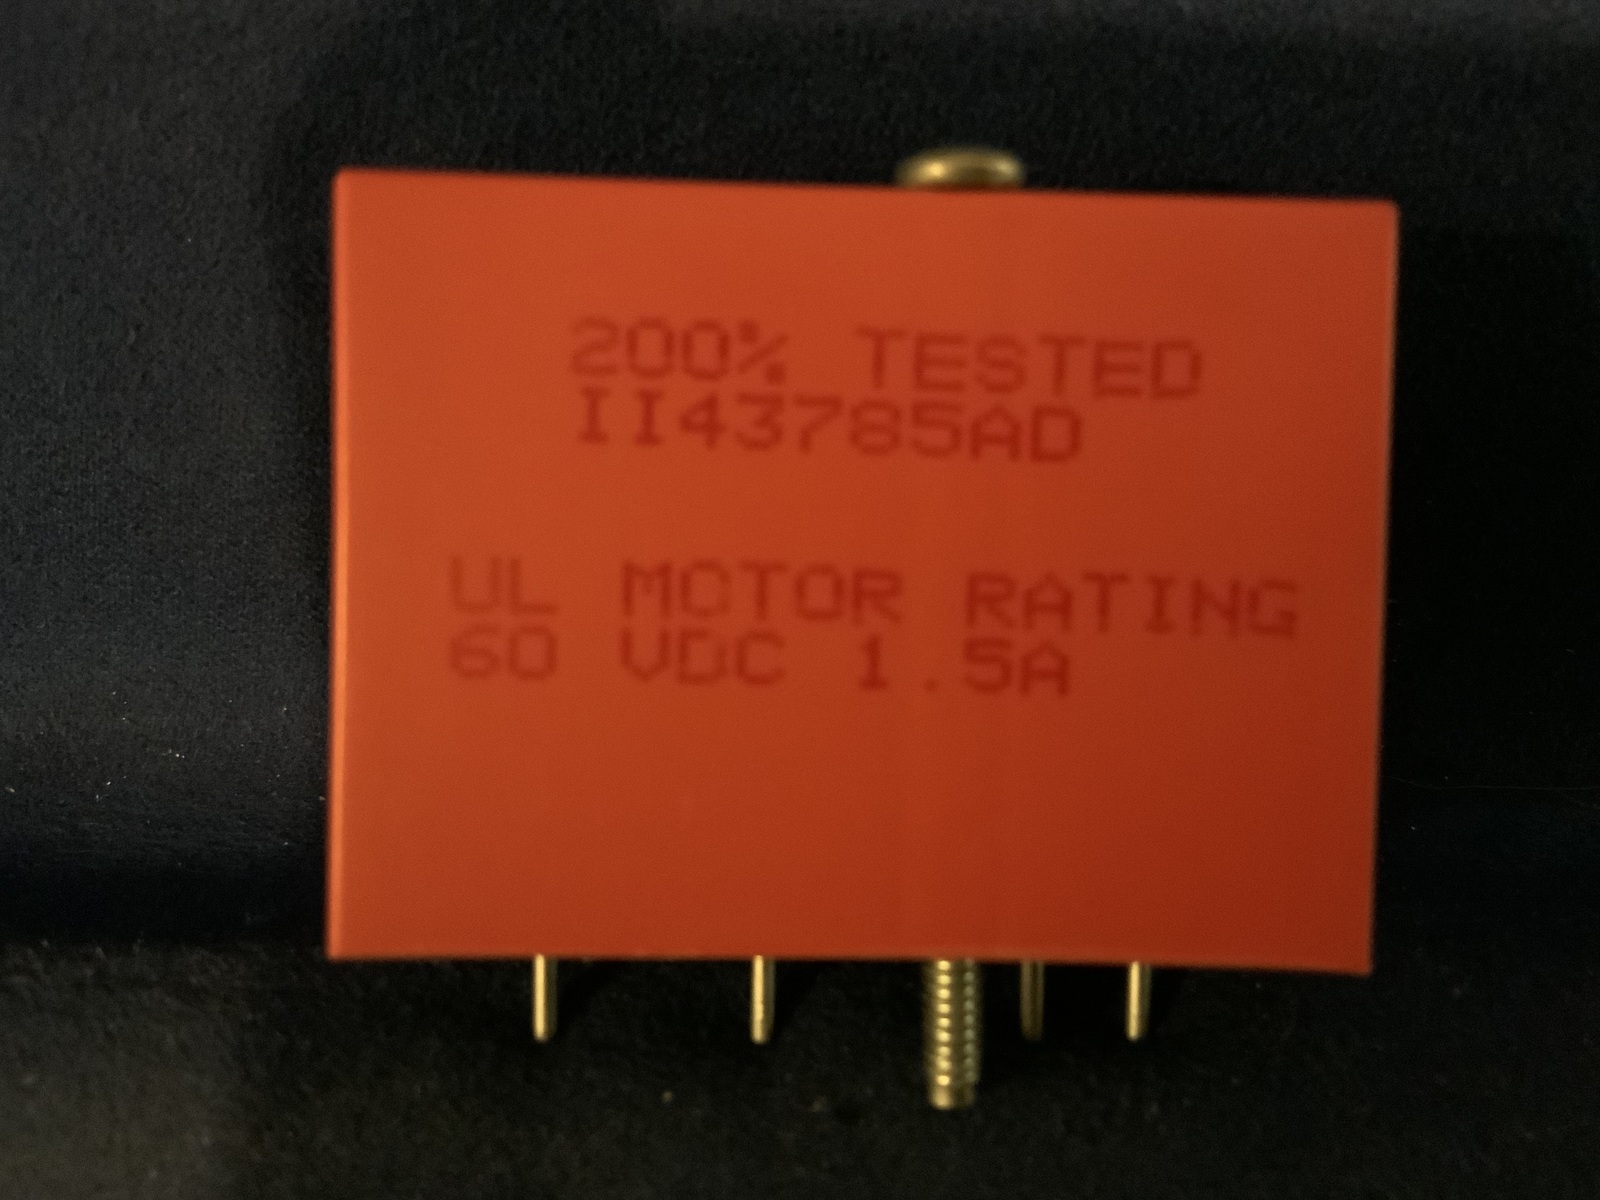 200% TESTED
II43785AD
UL MOTOR RATING
60 VDC 1.5A